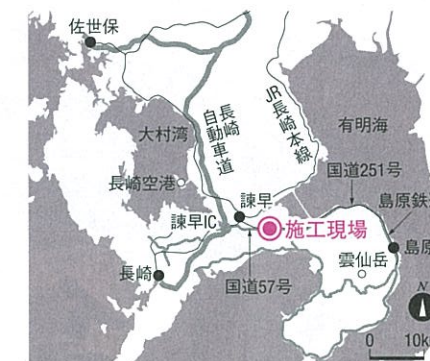 佐世保
長崎自動車道
JR長崎本線
大村湾
有明海
長崎空港
国道251号
諫早
島原鉄
諫早IC
施工現場
島原
雲仙岳
長崎
国道57号
N
0 10k